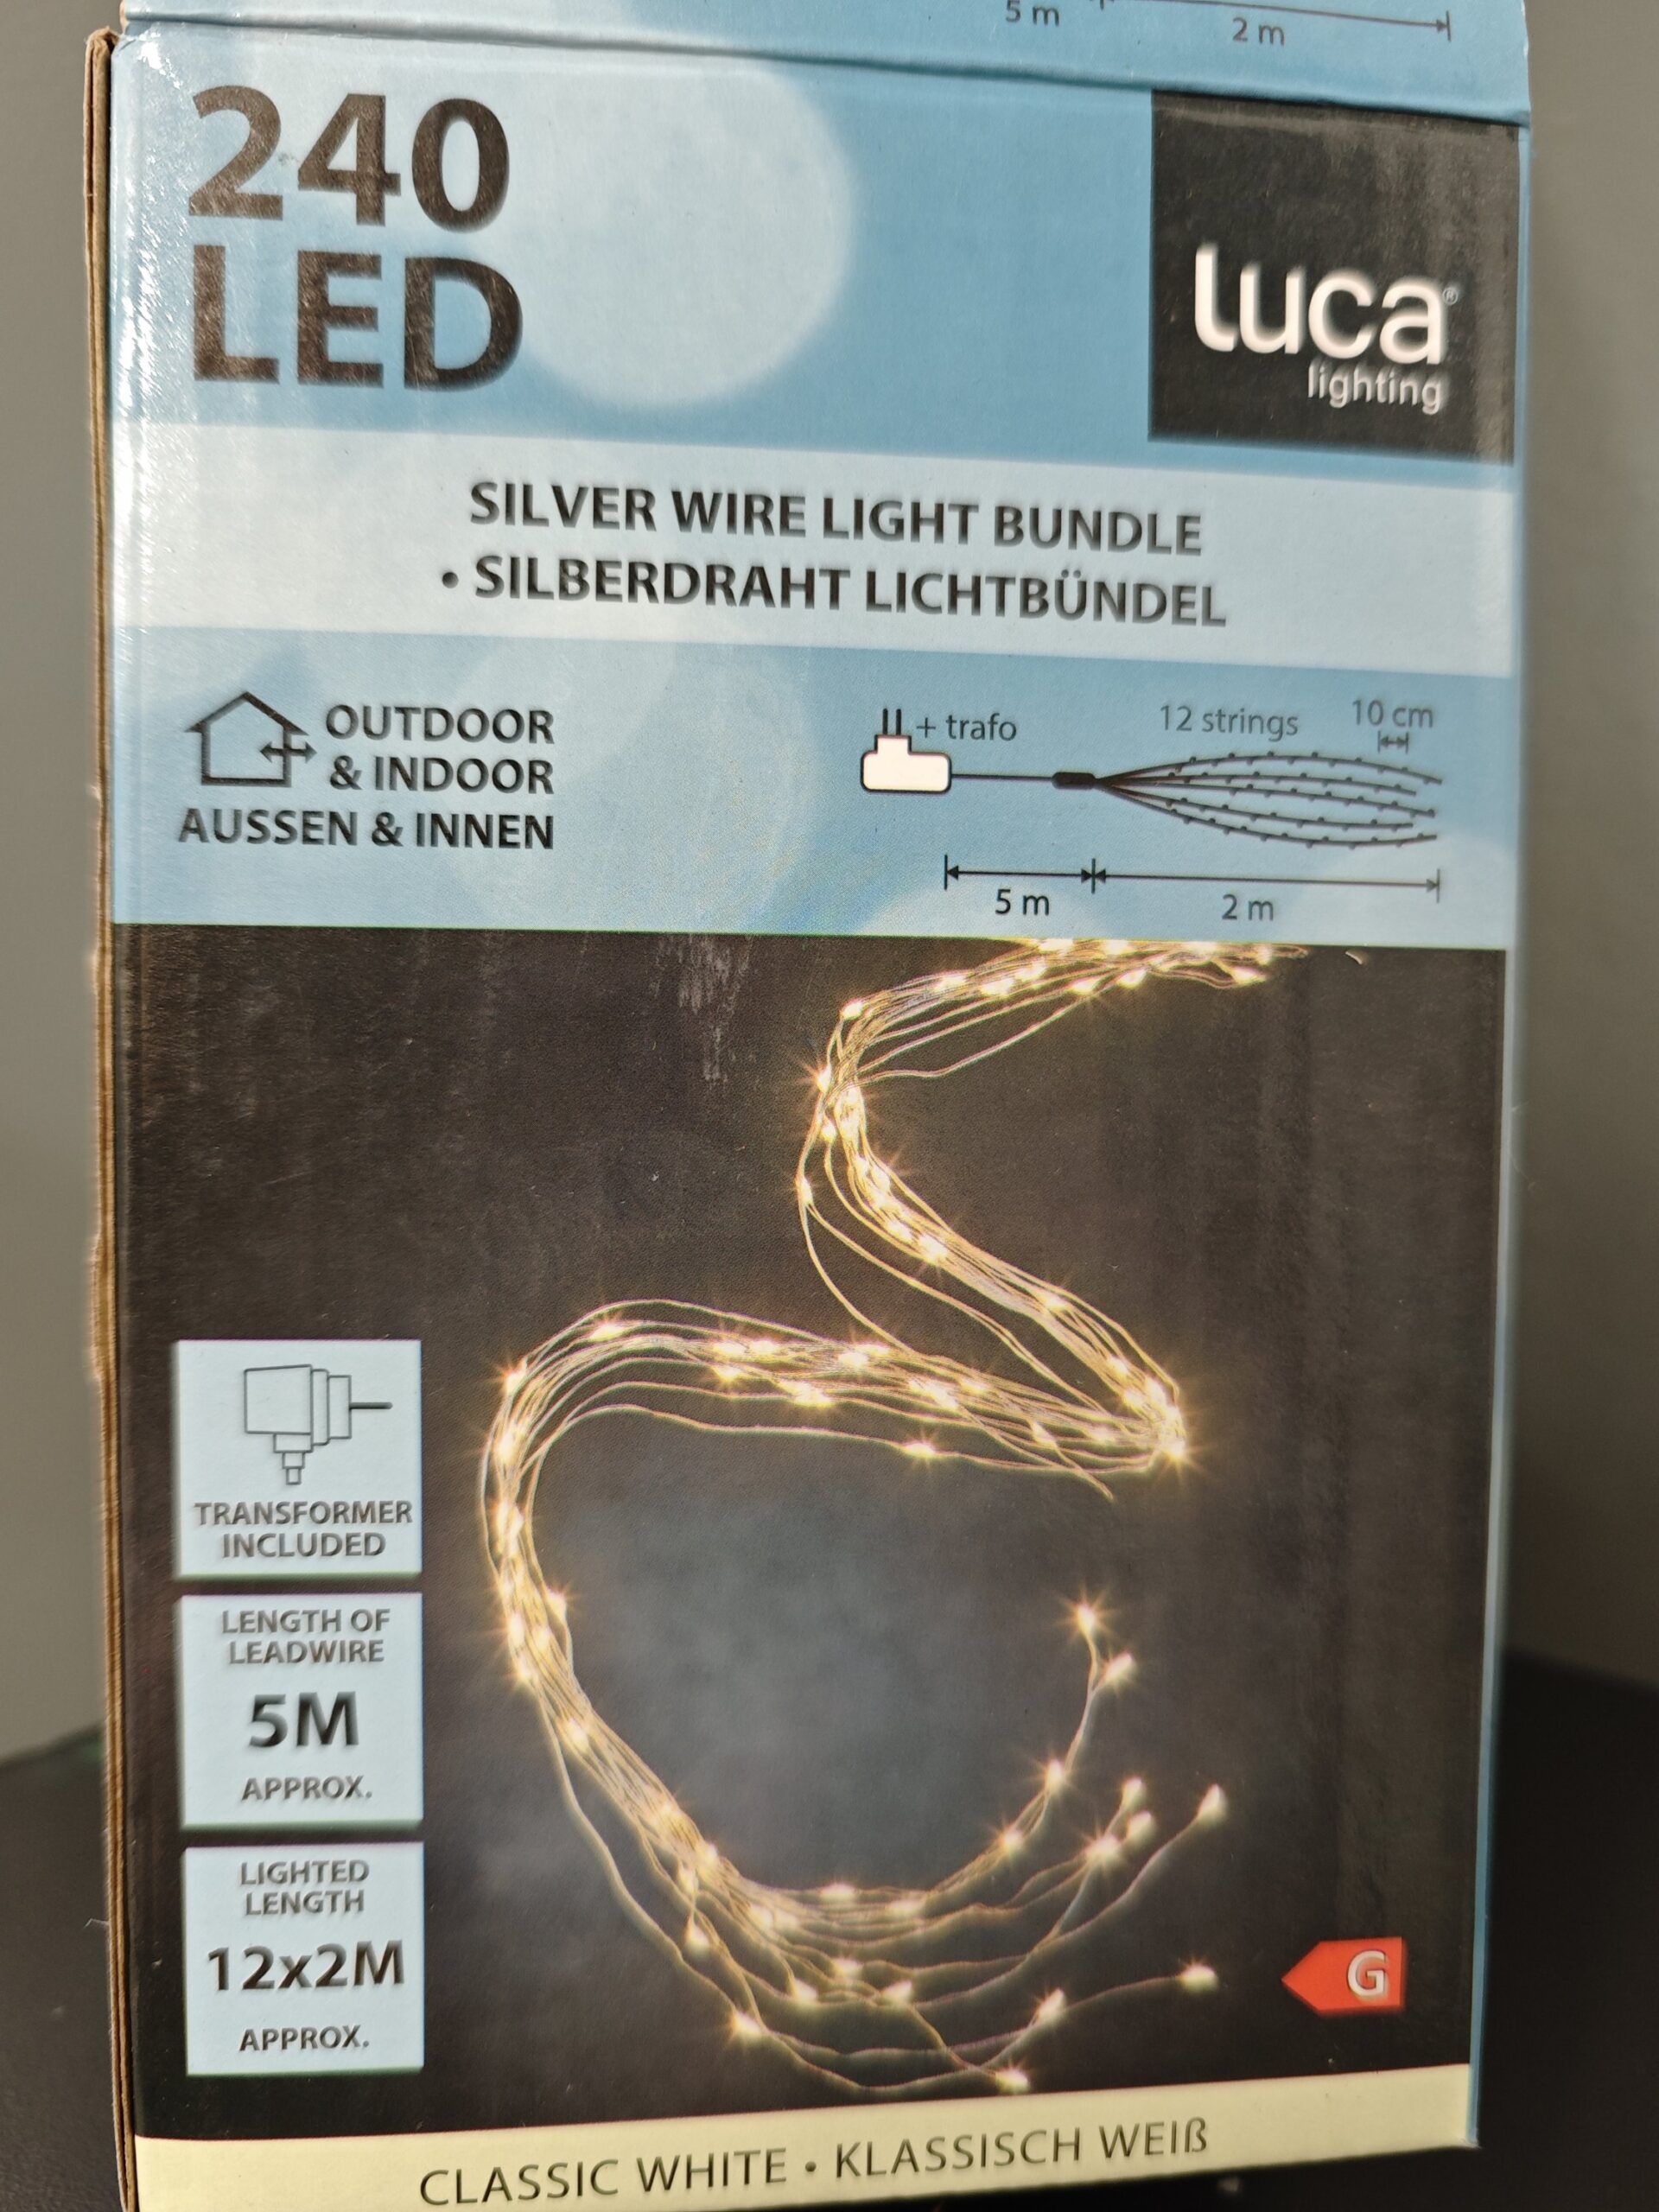 5 m
2 m
240
LED
luca®
lighting
SILVER WIRE LIGHT BUNDLE
• SILBERDRAHT LICHTBÜNDEL
OUTDOOR
& INDOOR
AUSSEN & INNEN
+ trafo
12 strings
10 cm
5 m
2 m
TRANSFORMER
INCLUDED
LENGTH OF
LEADWIRE
5M
APPROX.
LIGHTED
LENGTH
12x2M
APPROX.
G
CLASSIC WHITE • KLASSISCH WEIß